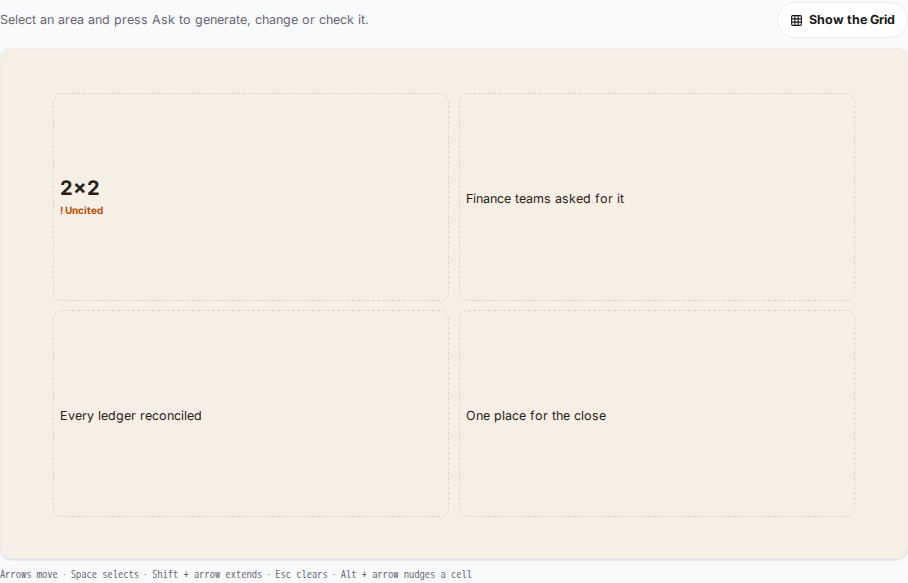 Select an area and press Ask to generate, change or check it.
Show the Grid
2×2
! Uncited
Finance teams asked for it
Every ledger reconciled
One place for the close
Arrows move · Space selects · Shift + arrow extends · Esc clears · Alt + arrow nudges a cell